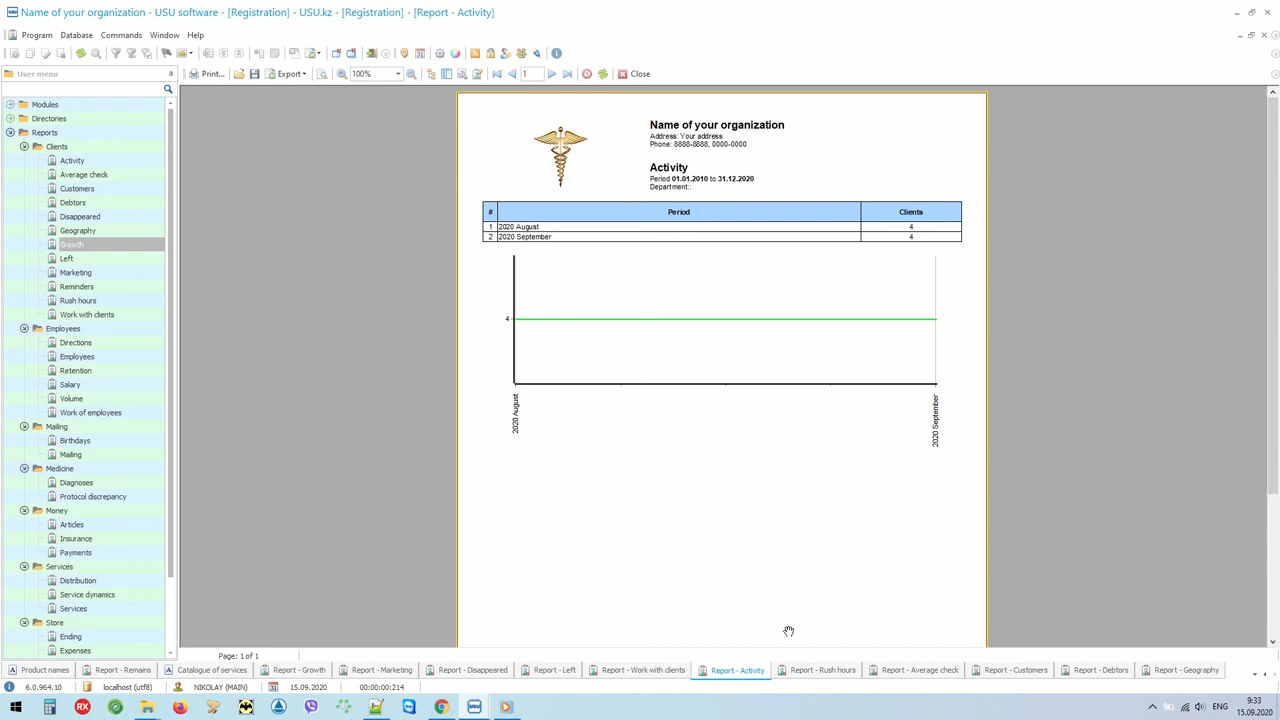 Name of your organization - USU software - [Registration] - USU.kz - [Registration] - [Report - Activity]
Program Database Commands Window Help
User menu
Print... Export 100% 1 Close
Modules
Directories
Reports
Clients
Activity
Average check
Customers
Debtors
Disappeared
Geography
Growth
Left
Marketing
Reminders
Rush hours
Work with clients
Employees
Directions
Employees
Retention
Salary
Volume
Work of employees
Mailing
Birthdays
Mailing
Medicine
Diagnoses
Protocol discrepancy
Money
Articles
Insurance
Payments
Services
Distribution
Service dynamics
Services
Store
Ending
Expenses
Name of your organization
Address: Your address
Phone: 8888-8888, 0000-0000
Activity
Period 01.01.2010 to 31.12.2020
Department::
# Period Clients
1 2020 August 4
2 2020 September 4
4
2020 August
2020 September
Page: 1 of 1
Product names Report - Remains Catalogue of services Report - Growth Report - Marketing Report - Disappeared Report - Left Report - Work with clients Report - Activity Report - Rush hours Report - Average check Report - Customers Report - Debtors Report - Geography
6.0.964.10 localhost (utf8) NIKOLAY (MAIN) 15.09.2020 00:00:00:214
ENG
9:33
15.09.2020